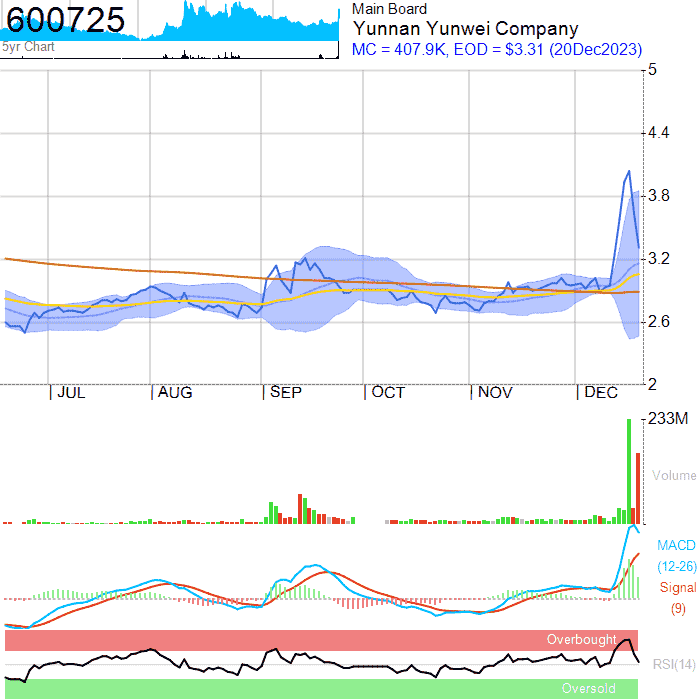 600725
5yr Chart
Main Board
Yunnan Yunwei Company
MC = 407.9K, EOD = $3.31 (20Dec2023)
5
4.4
3.8
3.2
2.6
2
JUL
AUG
SEP
OCT
NOV
DEC
233M
Volume
MACD
(12-26)
Signal
(9)
Overbought
RSI(14)
Oversold